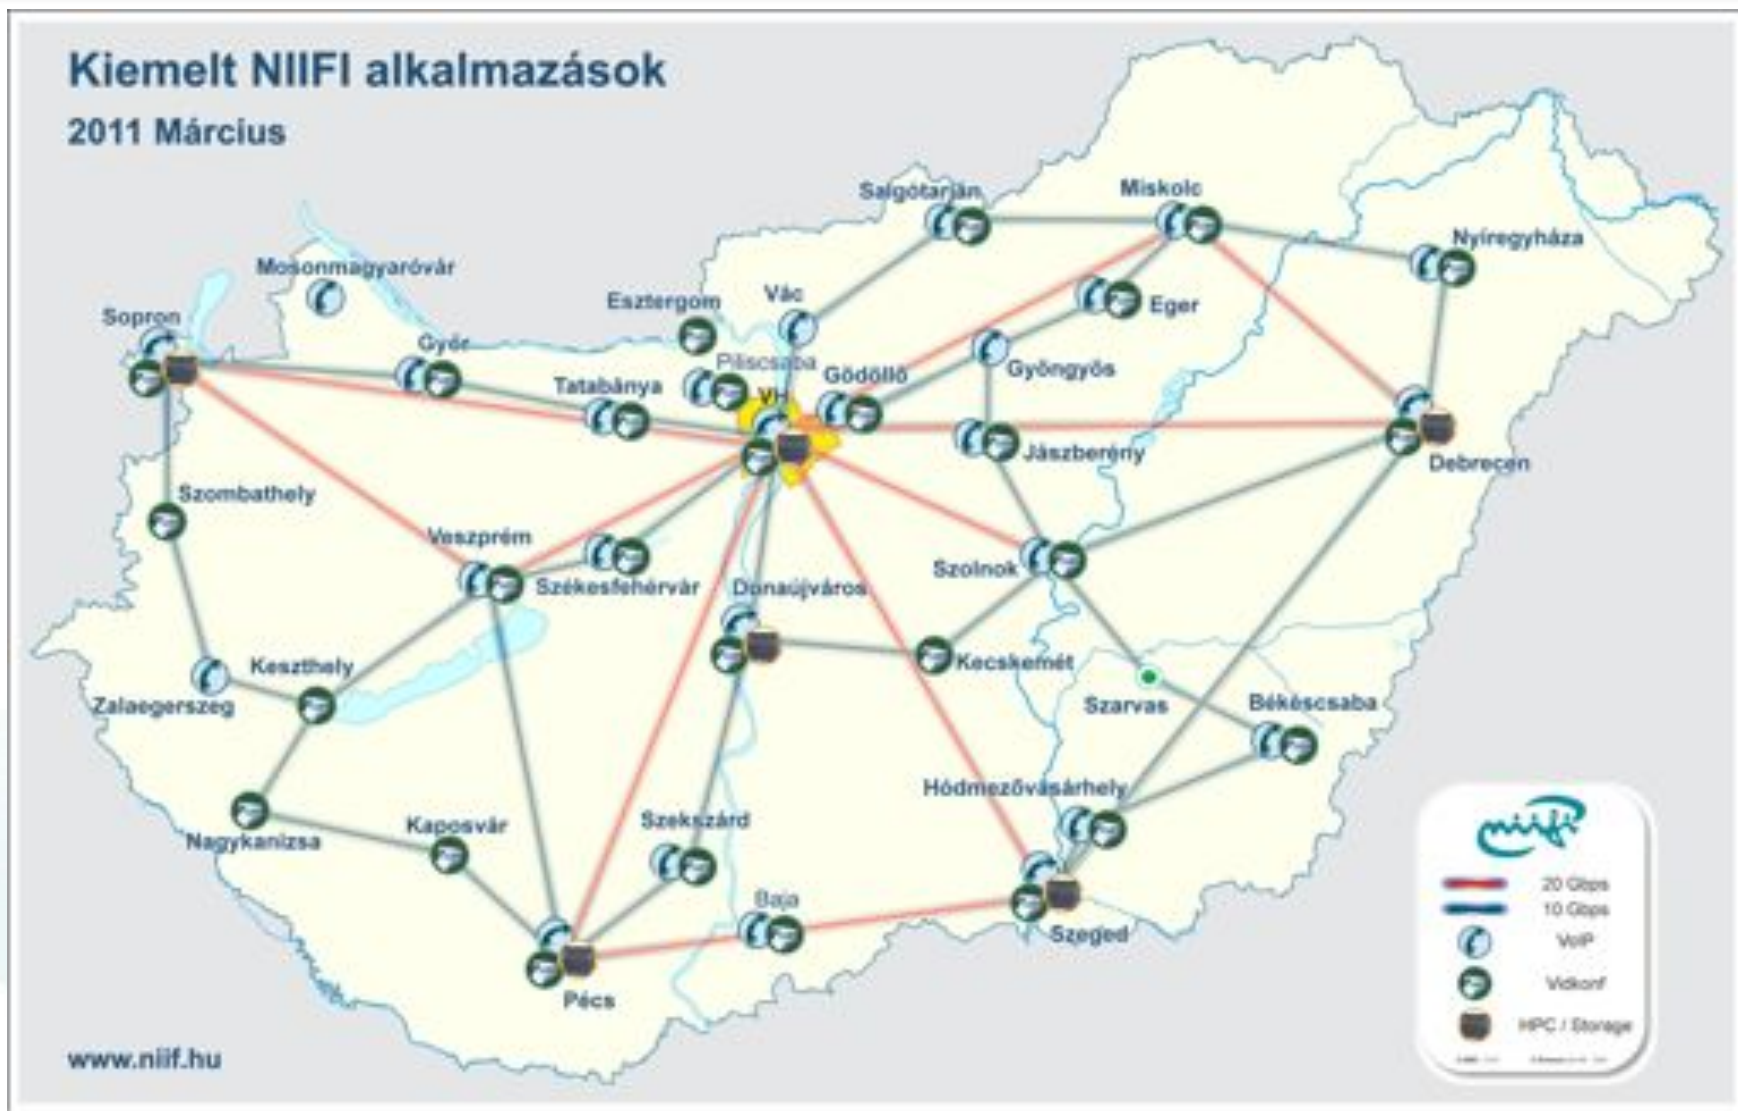 Kiemelt NIIFI alkalmazások
2011 Március
Salgótarján
Miskolc
Nyíregyháza
Mosonmagyaróvár
Esztergom
Vác
Eger
Sopron
Győr
Piliscsaba
Gödöllő
Gyöngyös
Tatabánya
VH
Jászberény
Debrecen
Szombathely
Veszprém
Székesfehérvár
Donaújváros
Szolnok
Keszthely
Kecskemét
Zalaegerszeg
Szarvas
Békéscsaba
Hódmezővásárhely
Nagykanizsa
Kaposvár
Szekszárd
Baja
Szeged
Pécs
niifi
20 Gbps
10 Gbps
VoIP
Vidkonf
HPC / Storage
www.niif.hu